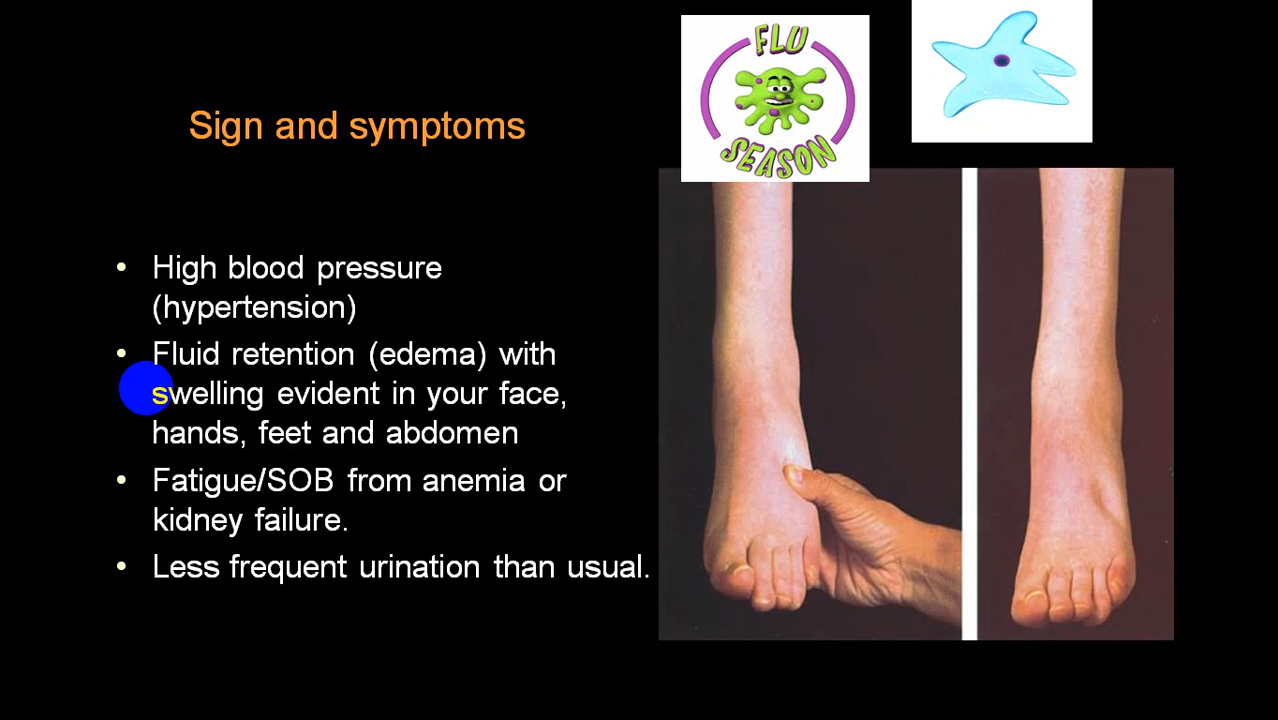 FLU
SEASON
Sign and symptoms
• High blood pressure
(hypertension)
• Fluid retention (edema) with
swelling evident in your face,
hands, feet and abdomen
• Fatigue/SOB from anemia or
kidney failure.
• Less frequent urination than usual.